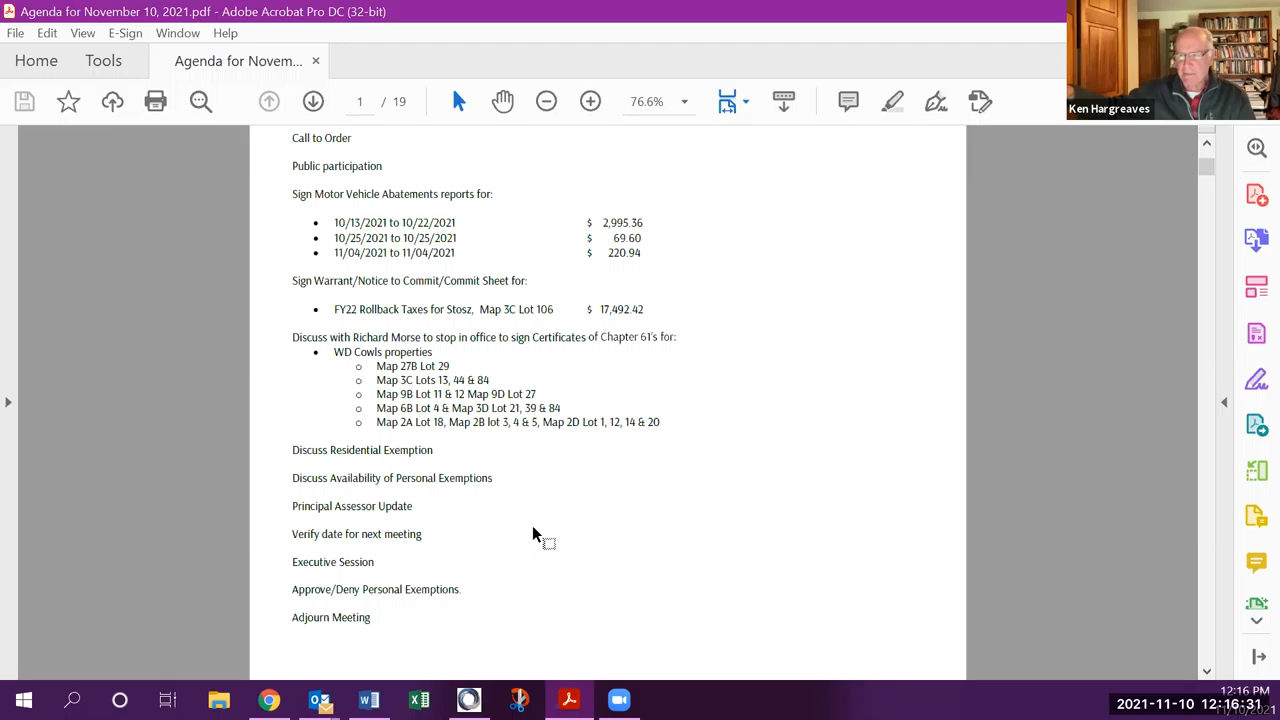 Agenda for November 10, 2021.pdf - Adobe Acrobat Pro DC (32-bit)
File Edit View E-Sign Window Help
Home Tools Agenda for Novem... ×
1 / 19 76.6%
Ken Hargreaves
Call to Order
Public participation
Sign Motor Vehicle Abatements reports for:
• 10/13/2021 to 10/22/2021 $ 2,995.36
• 10/25/2021 to 10/25/2021 $ 69.60
• 11/04/2021 to 11/04/2021 $ 220.94
Sign Warrant/Notice to Commit/Commit Sheet for:
• FY22 Rollback Taxes for Stosz, Map 3C Lot 106 $ 17,492.42
Discuss with Richard Morse to stop in office to sign Certificates of Chapter 61's for:
• WD Cowls properties
o Map 27B Lot 29
o Map 3C Lots 13, 44 & 84
o Map 9B Lot 11 & 12 Map 9D Lot 27
o Map 6B Lot 4 & Map 3D Lot 21, 39 & 84
o Map 2A Lot 18, Map 2B lot 3, 4 & 5, Map 2D Lot 1, 12, 14 & 20
Discuss Residential Exemption
Discuss Availability of Personal Exemptions
Principal Assessor Update
Verify date for next meeting
Executive Session
Approve/Deny Personal Exemptions.
Adjourn Meeting
12:16 PM
2021-11-10 12:16:31
11/10/2021